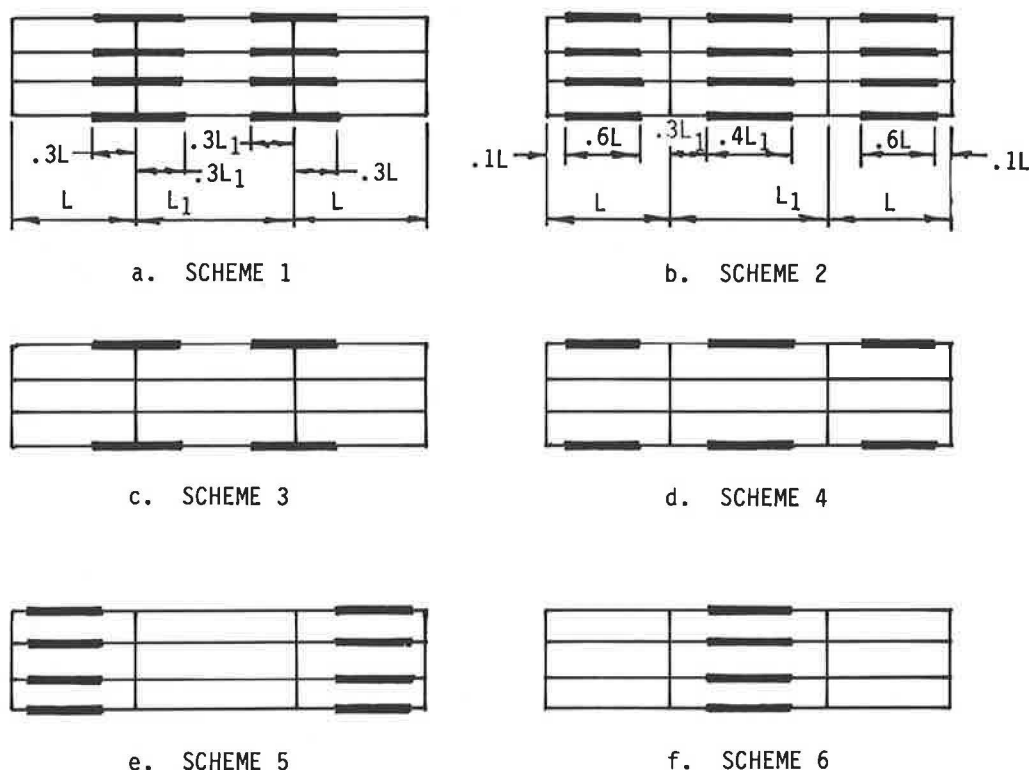 .3L
.3L₁
.3L₁
.3L
L
L₁
L
a. SCHEME 1
.1L
.6L
.3L₁
.4L₁
.6L
.1L
L
L₁
L
b. SCHEME 2
c. SCHEME 3
d. SCHEME 4
e. SCHEME 5
f. SCHEME 6